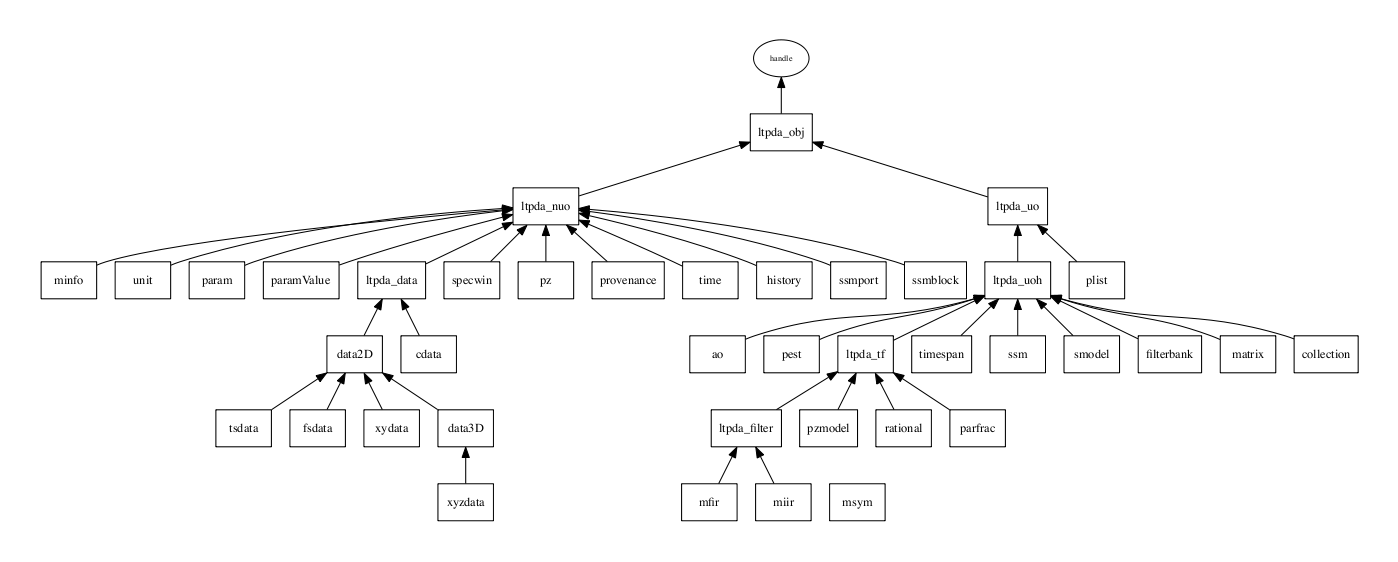 handle
ltpda_obj
ltpda_nuo
ltpda_uo
minfo
unit
param
paramValue
ltpda_data
specwin
pz
provenance
time
history
ssmport
ssmblock
ltpda_uoh
plist
data2D
cdata
ao
pest
ltpda_tf
timespan
ssm
smodel
filterbank
matrix
collection
tsdata
fsdata
xydata
data3D
ltpda_filter
pzmodel
rational
parfrac
xyzdata
mfir
miir
msym